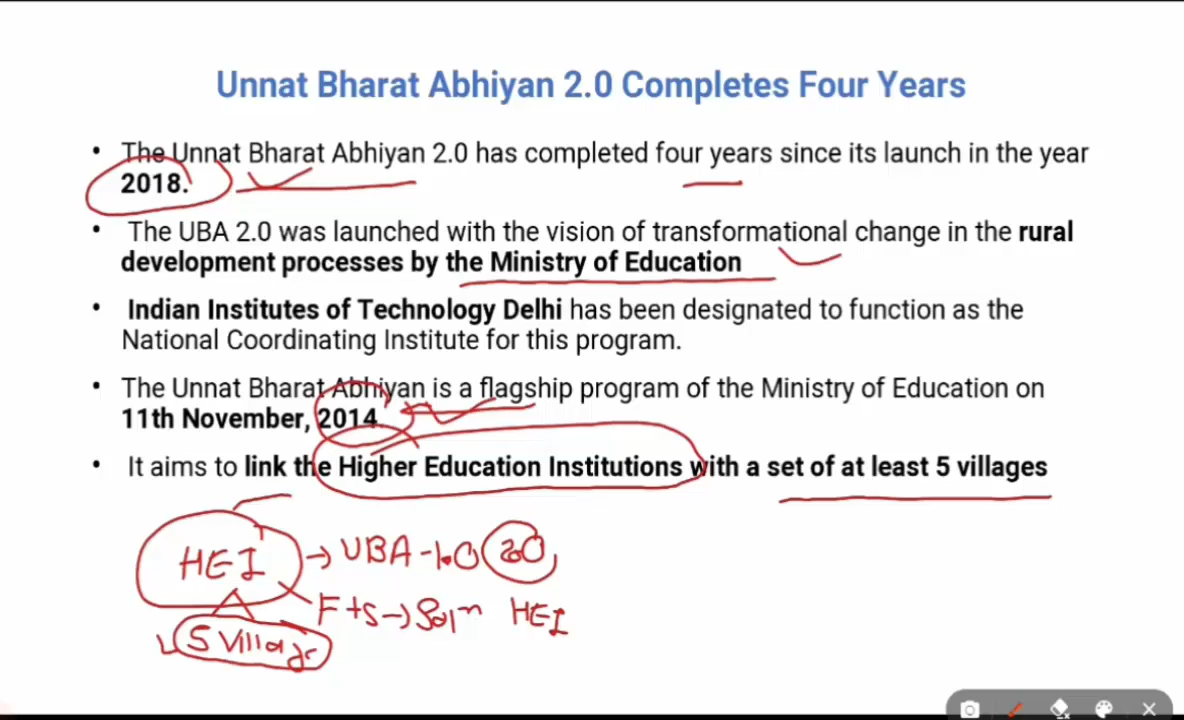 Unnat Bharat Abhiyan 2.0 Completes Four Years
• The Unnat Bharat Abhiyan 2.0 has completed four years since its launch in the year
2018.
• The UBA 2.0 was launched with the vision of transformational change in the rural
development processes by the Ministry of Education
• Indian Institutes of Technology Delhi has been designated to function as the
National Coordinating Institute for this program.
• The Unnat Bharat Abhiyan is a flagship program of the Ministry of Education on
11th November, 2014.
• It aims to link the Higher Education Institutions with a set of at least 5 villages
HEI → UBA-1.0 2.0
F+S → HEI
5 Village